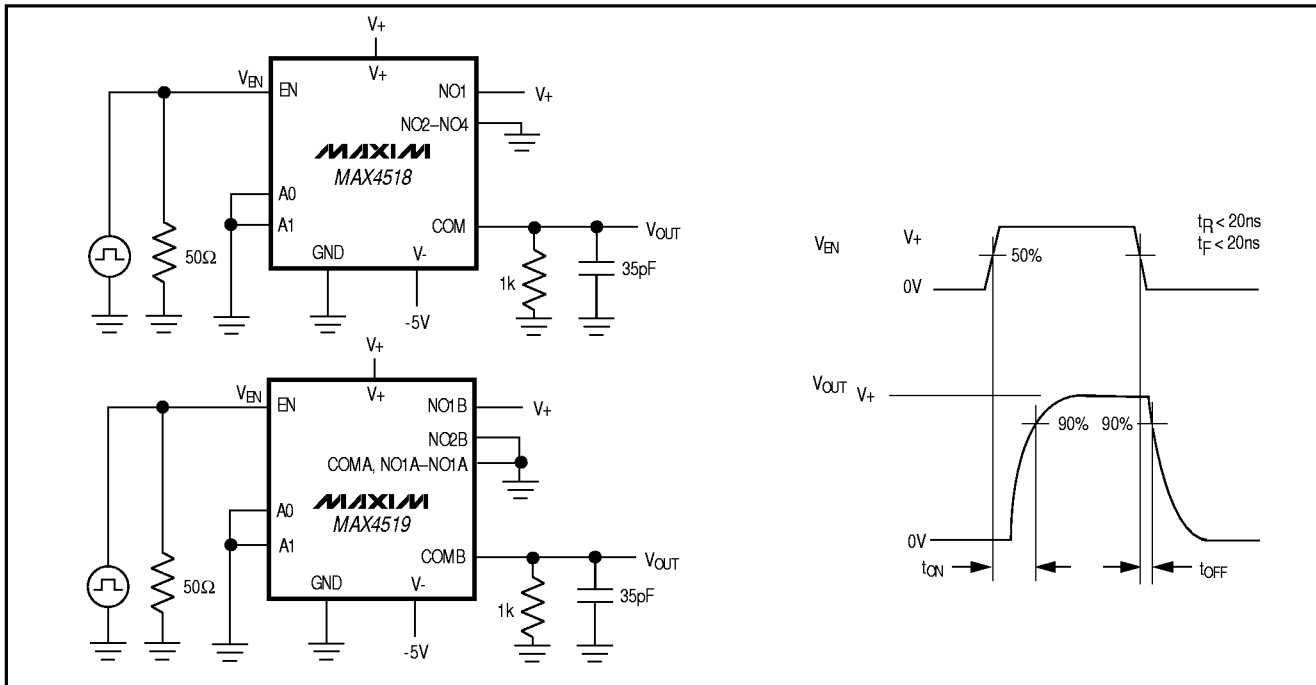 V+
V+
VEN
EN
NO1
V+
NO2–NO4
MAXIM
MAX4518
A0
A1
COM
VOUT
50Ω
GND
V-
1k
35pF
-5V
V+
V+
VEN
EN
NO1B
V+
NO2B
COMA, NO1A–NO1A
MAXIM
MAX4519
A0
A1
COMB
VOUT
50Ω
GND
V-
1k
35pF
-5V
VEN
V+
50%
0V
tR < 20ns
tF < 20ns
VOUT
V+
90%
90%
0V
tON
tOFF